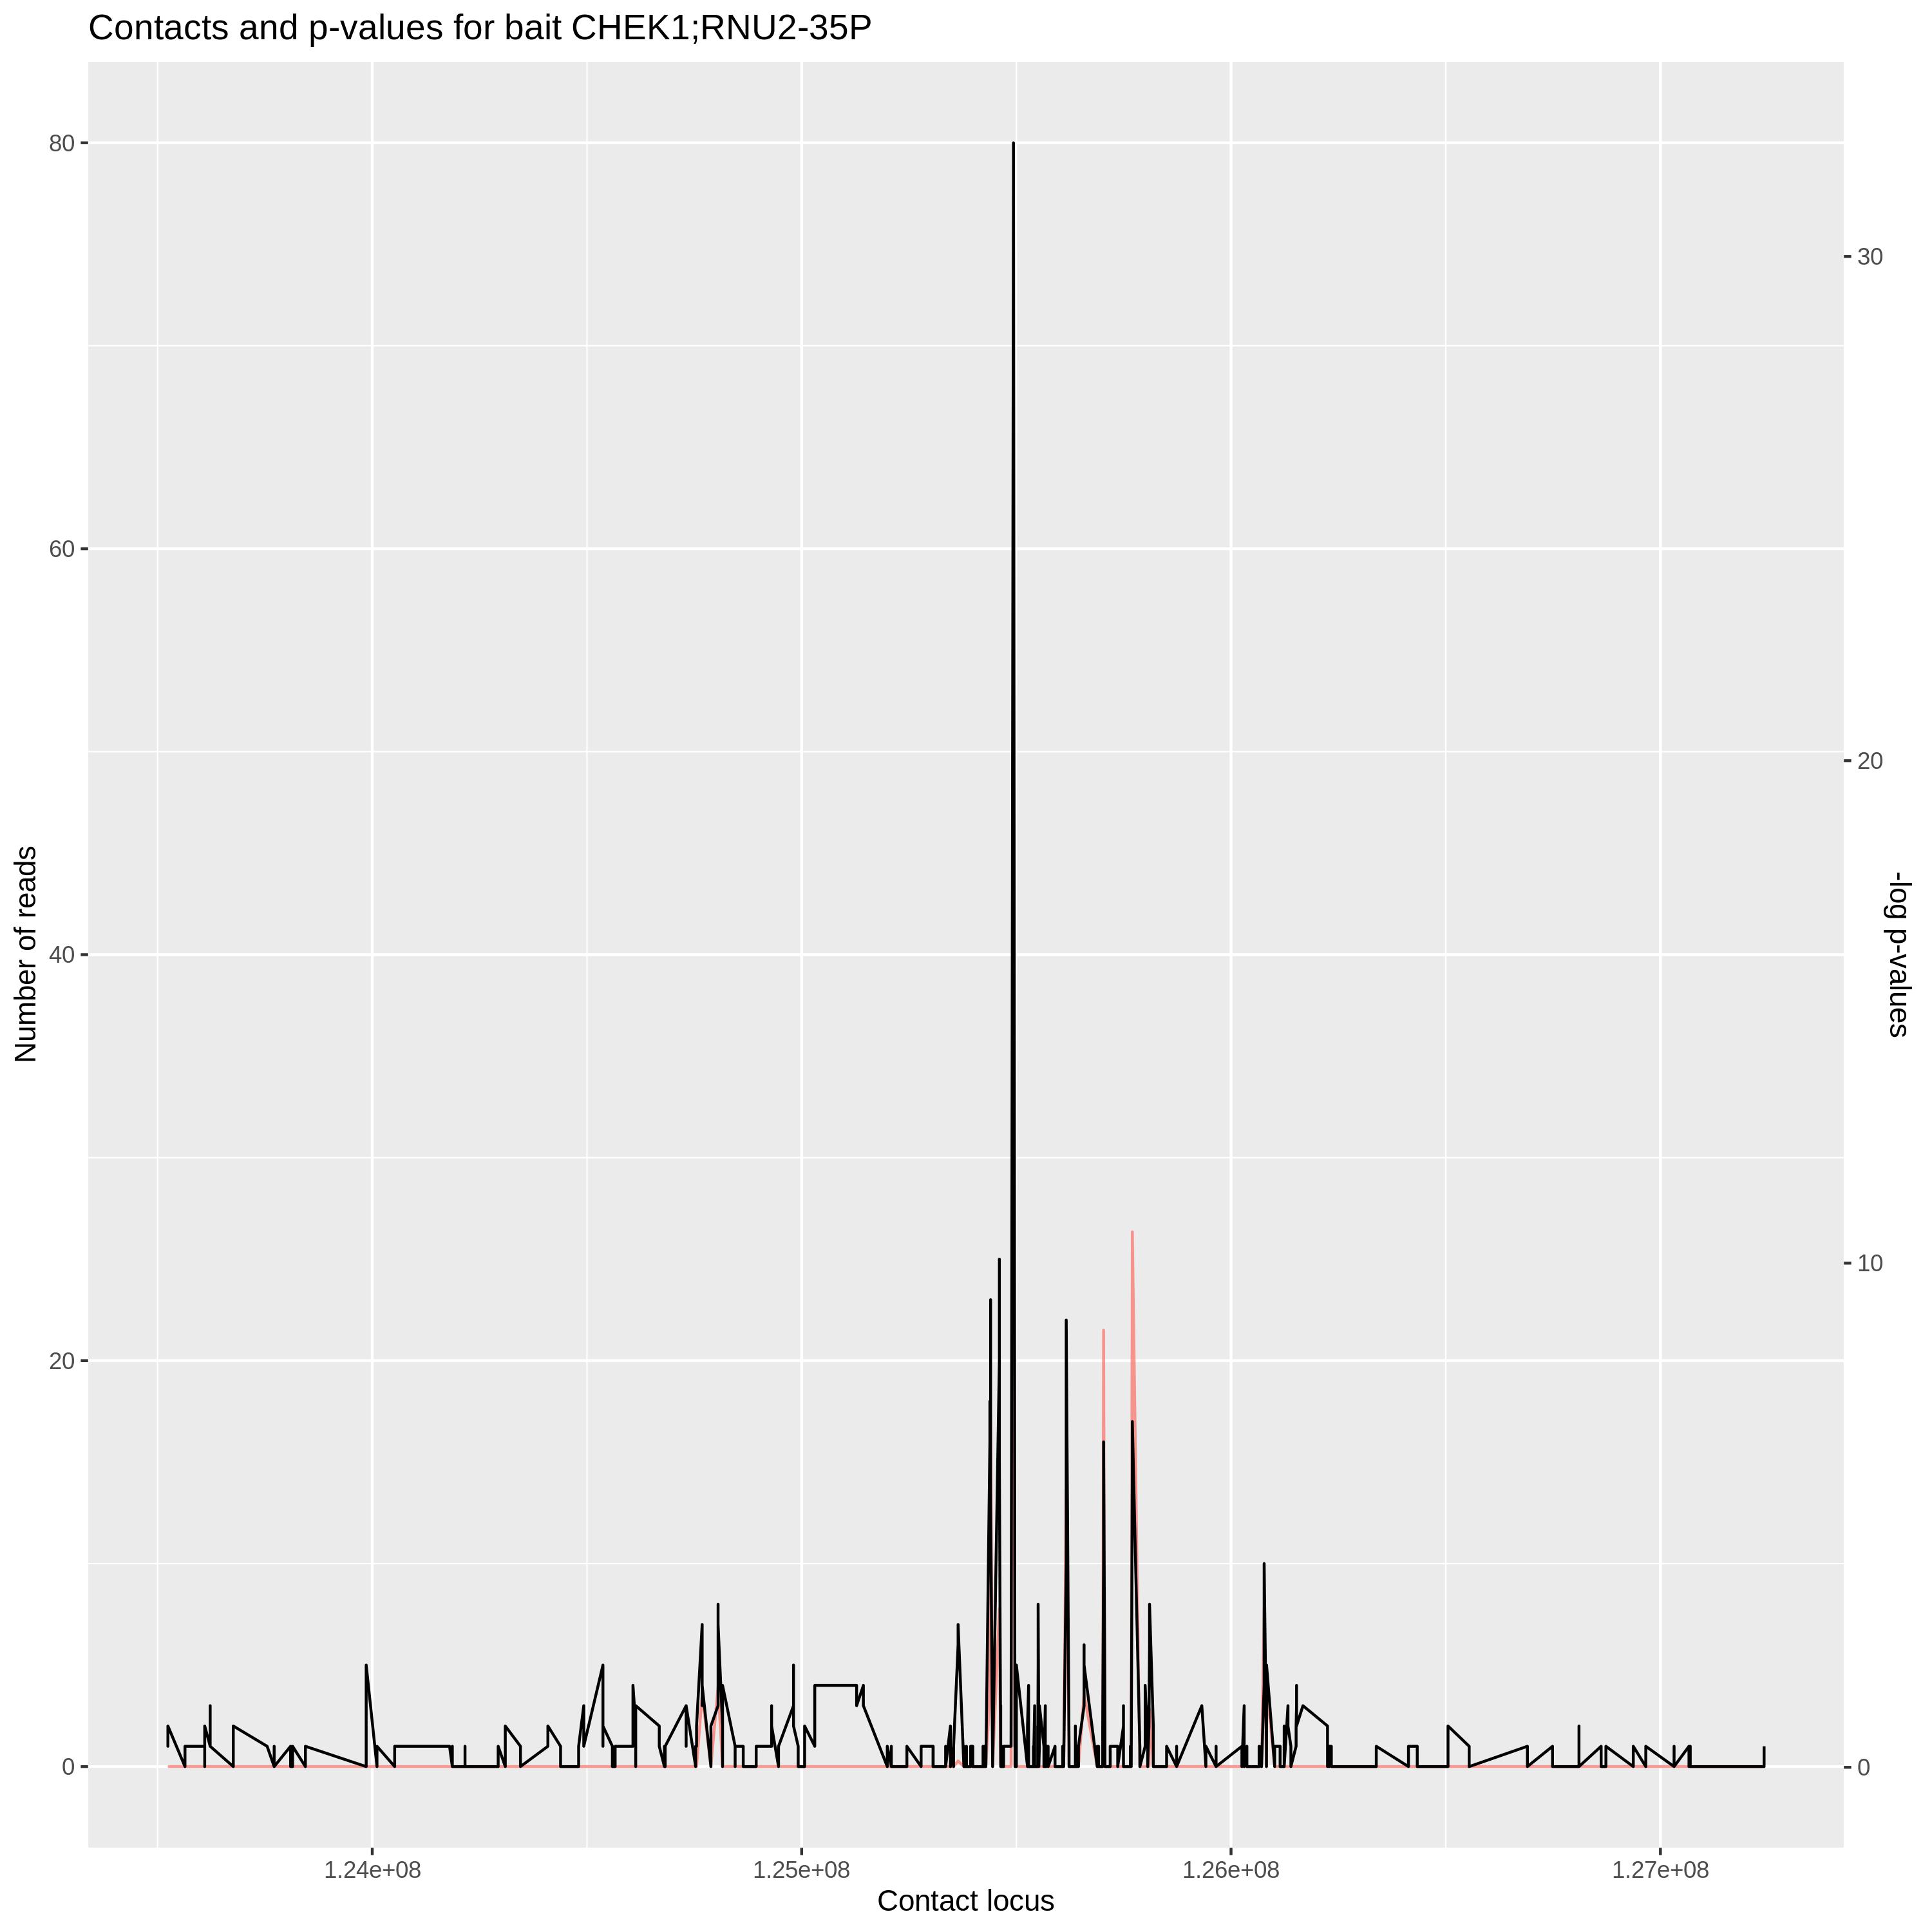 Contacts and p-values for bait CHEK1;RNU2-35P
80
60
40
20
0
30
20
10
0
Number of reads
-log p-values
1.24e+08
1.25e+08
1.26e+08
1.27e+08
Contact locus